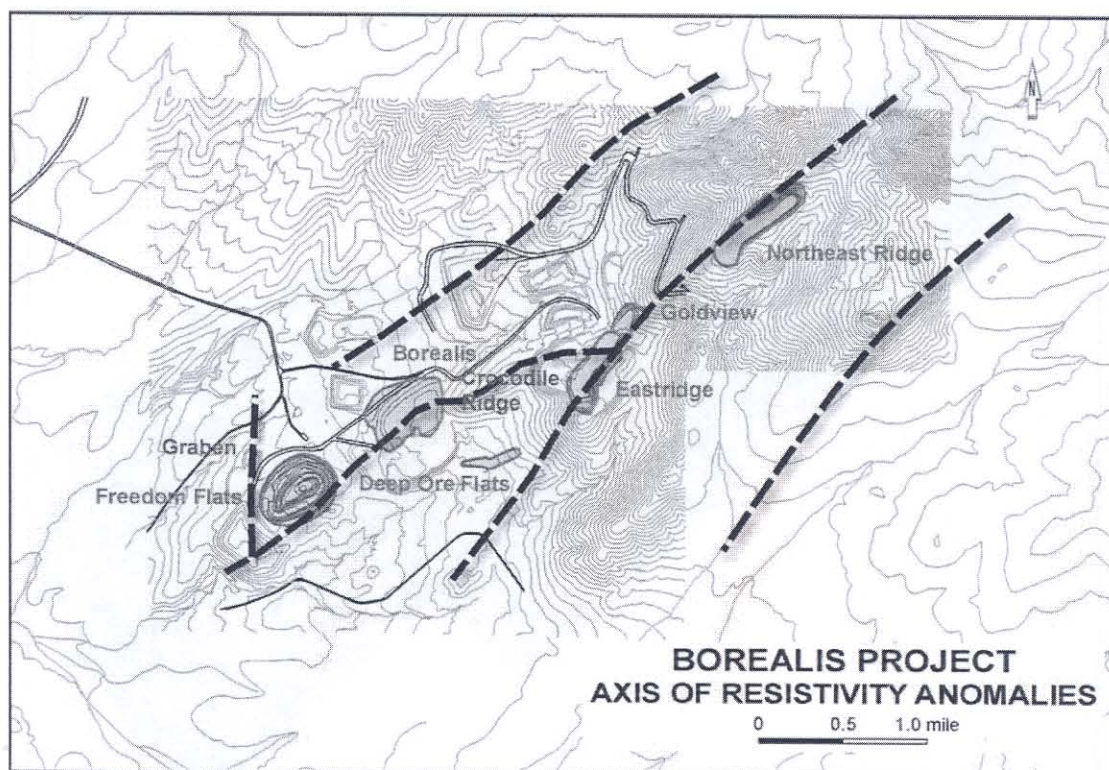 N
Northeast Ridge
Goldview
Borealis
Crocodile
Ridge
Eastridge
Graben
Deep Ore Flats
Freedom Flats
BOREALIS PROJECT
AXIS OF RESISTIVITY ANOMALIES
0 0.5 1.0 mile